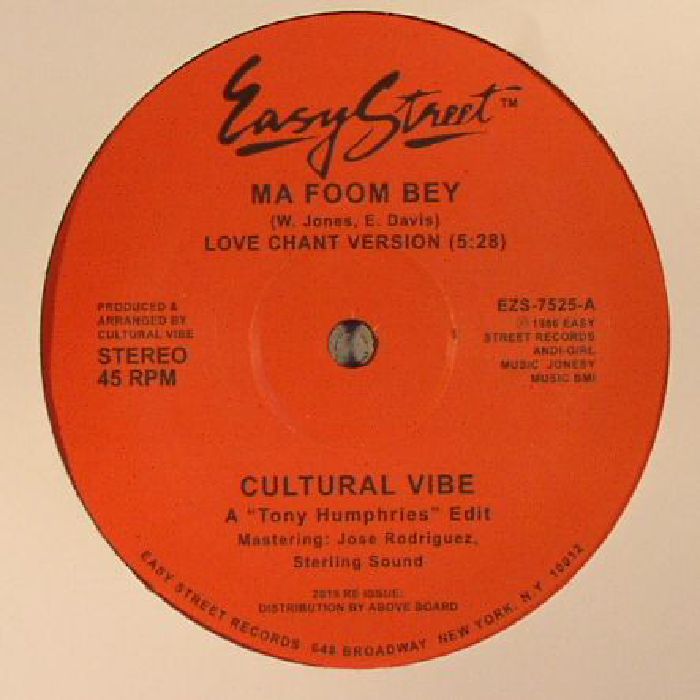 Easy Street™
MA FOOM BEY
(W. Jones, E. Davis)
LOVE CHANT VERSION (5:28)
PRODUCED &
ARRANGED BY
CULTURAL VIBE
STEREO
45 RPM
EZS-7525-A
Ⓟ 1986 EASY
STREET RECORDS
ANDI-GIRL
MUSIC JONESY
MUSIC BMI
CULTURAL VIBE
A "Tony Humphries" Edit
Mastering: Jose Rodriguez,
Sterling Sound
RE ISSUE:
DISTRIBUTION BY ABOVE BOARD
EASY STREET RECORDS 648 BROADWAY NEW YORK, N.Y. 10012